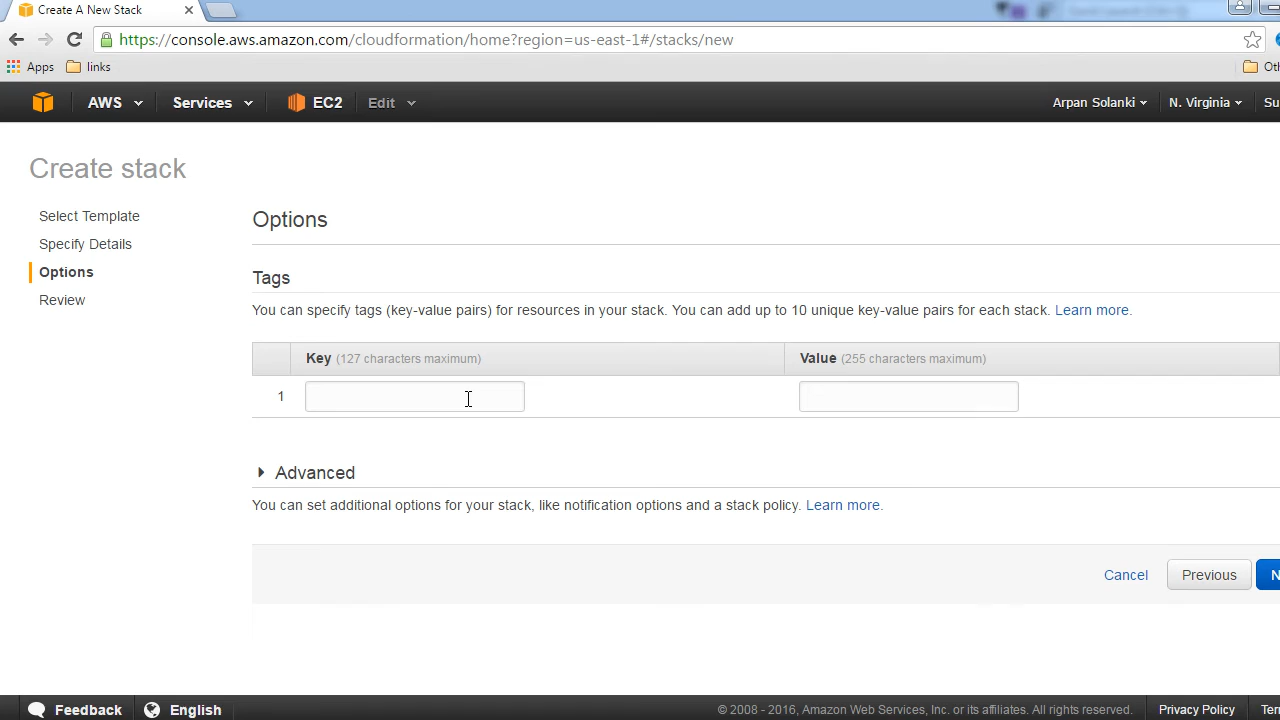 Create A New Stack
https://console.aws.amazon.com/cloudformation/home?region=us-east-1#/stacks/new
Apps links Oth
AWS Services EC2 Edit Arpan Solanki N. Virginia Su
Create stack
Select Template
Specify Details
Options
Review
Options
Tags
You can specify tags (key-value pairs) for resources in your stack. You can add up to 10 unique key-value pairs for each stack. Learn more.
Key (127 characters maximum) Value (255 characters maximum)
1
Advanced
You can set additional options for your stack, like notification options and a stack policy. Learn more.
Cancel Previous N
Feedback English © 2008 - 2016, Amazon Web Services, Inc. or its affiliates. All rights reserved. Privacy Policy Ter